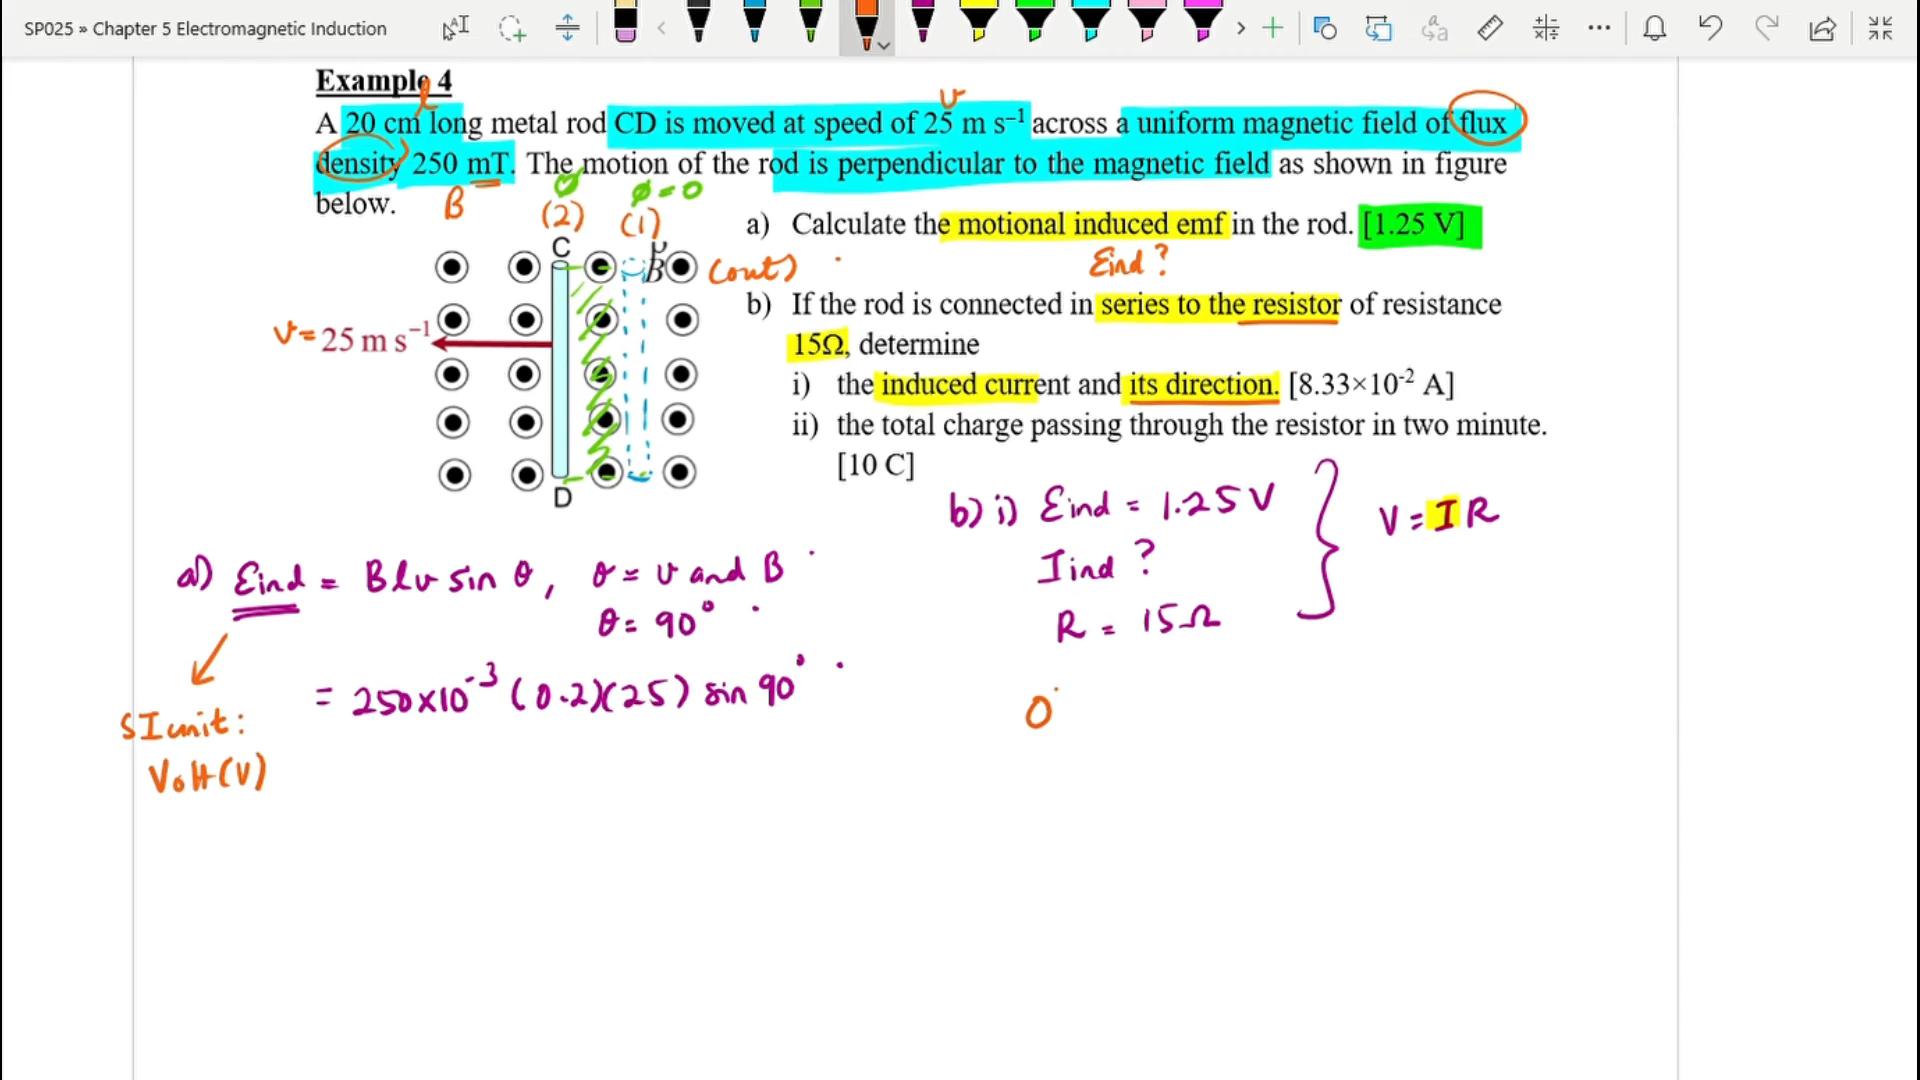 SP025 » Chapter 5 Electromagnetic Induction
Example 4
l
v
A 20 cm long metal rod CD is moved at speed of 25 m s⁻¹ across a uniform magnetic field of flux
density 250 mT. The motion of the rod is perpendicular to the magnetic field as shown in figure
below.
B
ϕ
ϕ = 0
(2)
(1)
a) Calculate the motional induced emf in the rod. [1.25 V]
C
B
(out)
Eind ?
b) If the rod is connected in series to the resistor of resistance
15Ω, determine
v = 25 m s⁻¹
i) the induced current and its direction. [8.33×10⁻² A]
ii) the total charge passing through the resistor in two minute.
[10 C]
D
b) i) Eind = 1.25 V
V = I R
Iind ?
R = 15Ω
a) Eind = Blv sin θ, θ = v and B
θ = 90°
= 250×10⁻³ (0.2)(25) sin 90°
SI unit:
Volt (V)